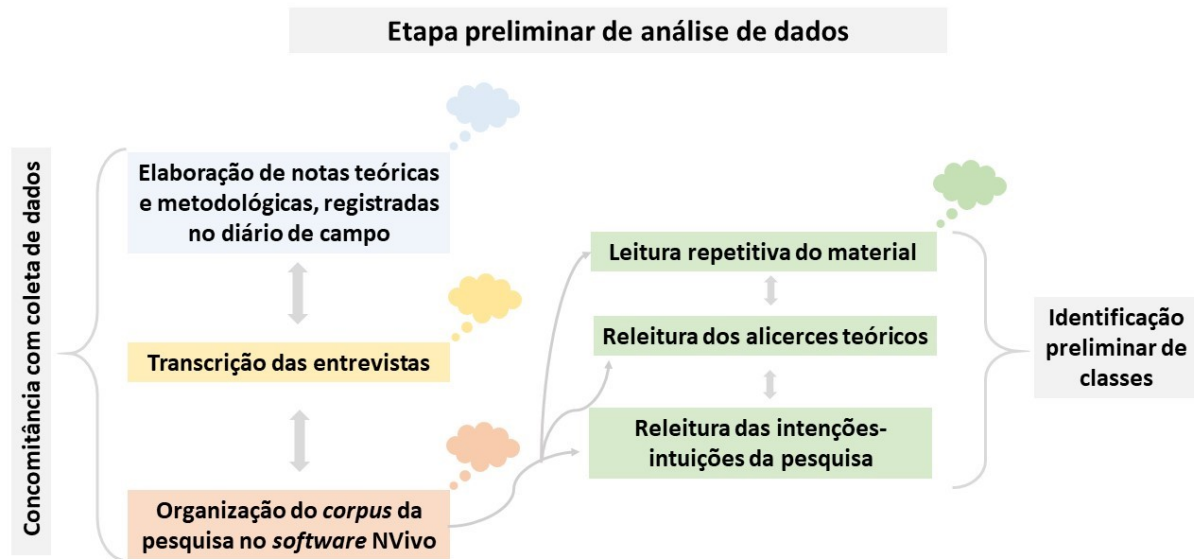 Etapa preliminar de análise de dados
Concomitância com coleta de dados
Elaboração de notas teóricas
e metodológicas, registradas
no diário de campo
Transcrição das entrevistas
Organização do corpus da
pesquisa no software NVivo
Leitura repetitiva do material
Releitura dos alicerces teóricos
Releitura das intenções-
intuições da pesquisa
Identificação
preliminar de
classes